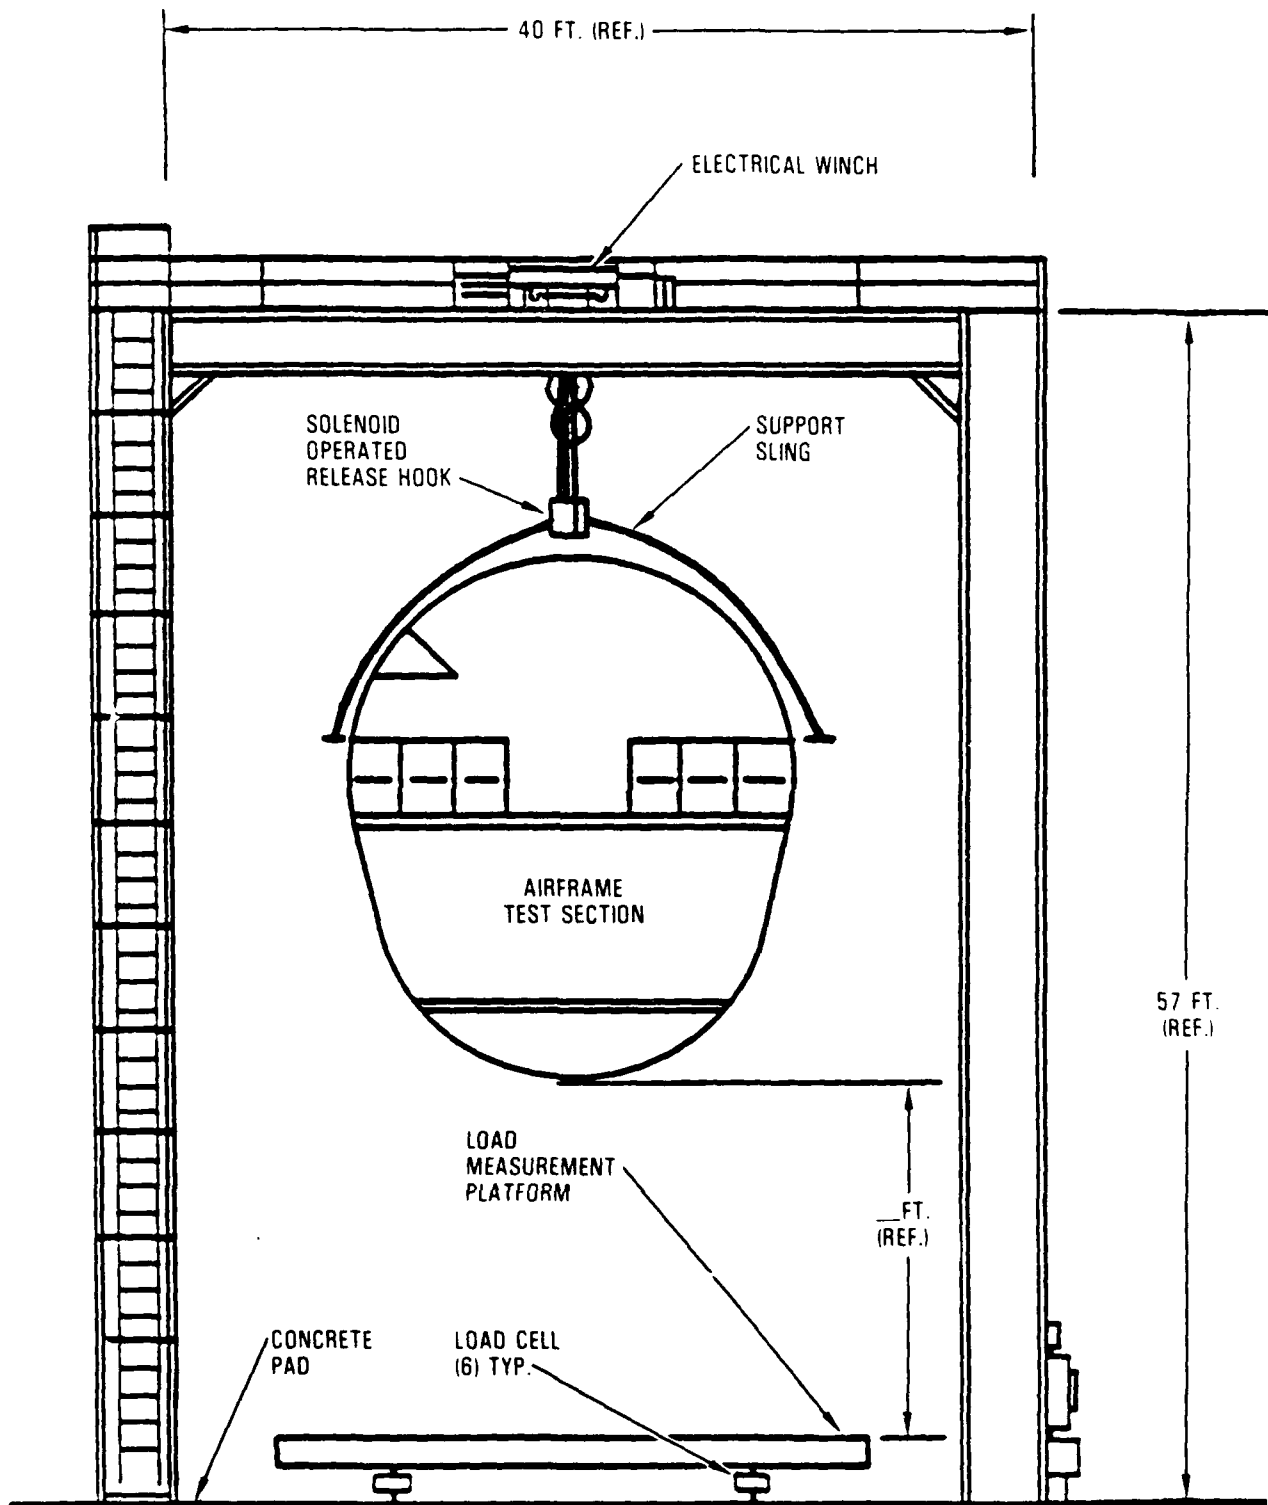 40 FT. (REF.)
ELECTRICAL WINCH
SOLENOID
OPERATED
RELEASE HOOK
SUPPORT
SLING
AIRFRAME
TEST SECTION
57 FT.
(REF.)
LOAD
MEASUREMENT
PLATFORM
__FT.
(REF.)
CONCRETE
PAD
LOAD CELL
(6) TYP.